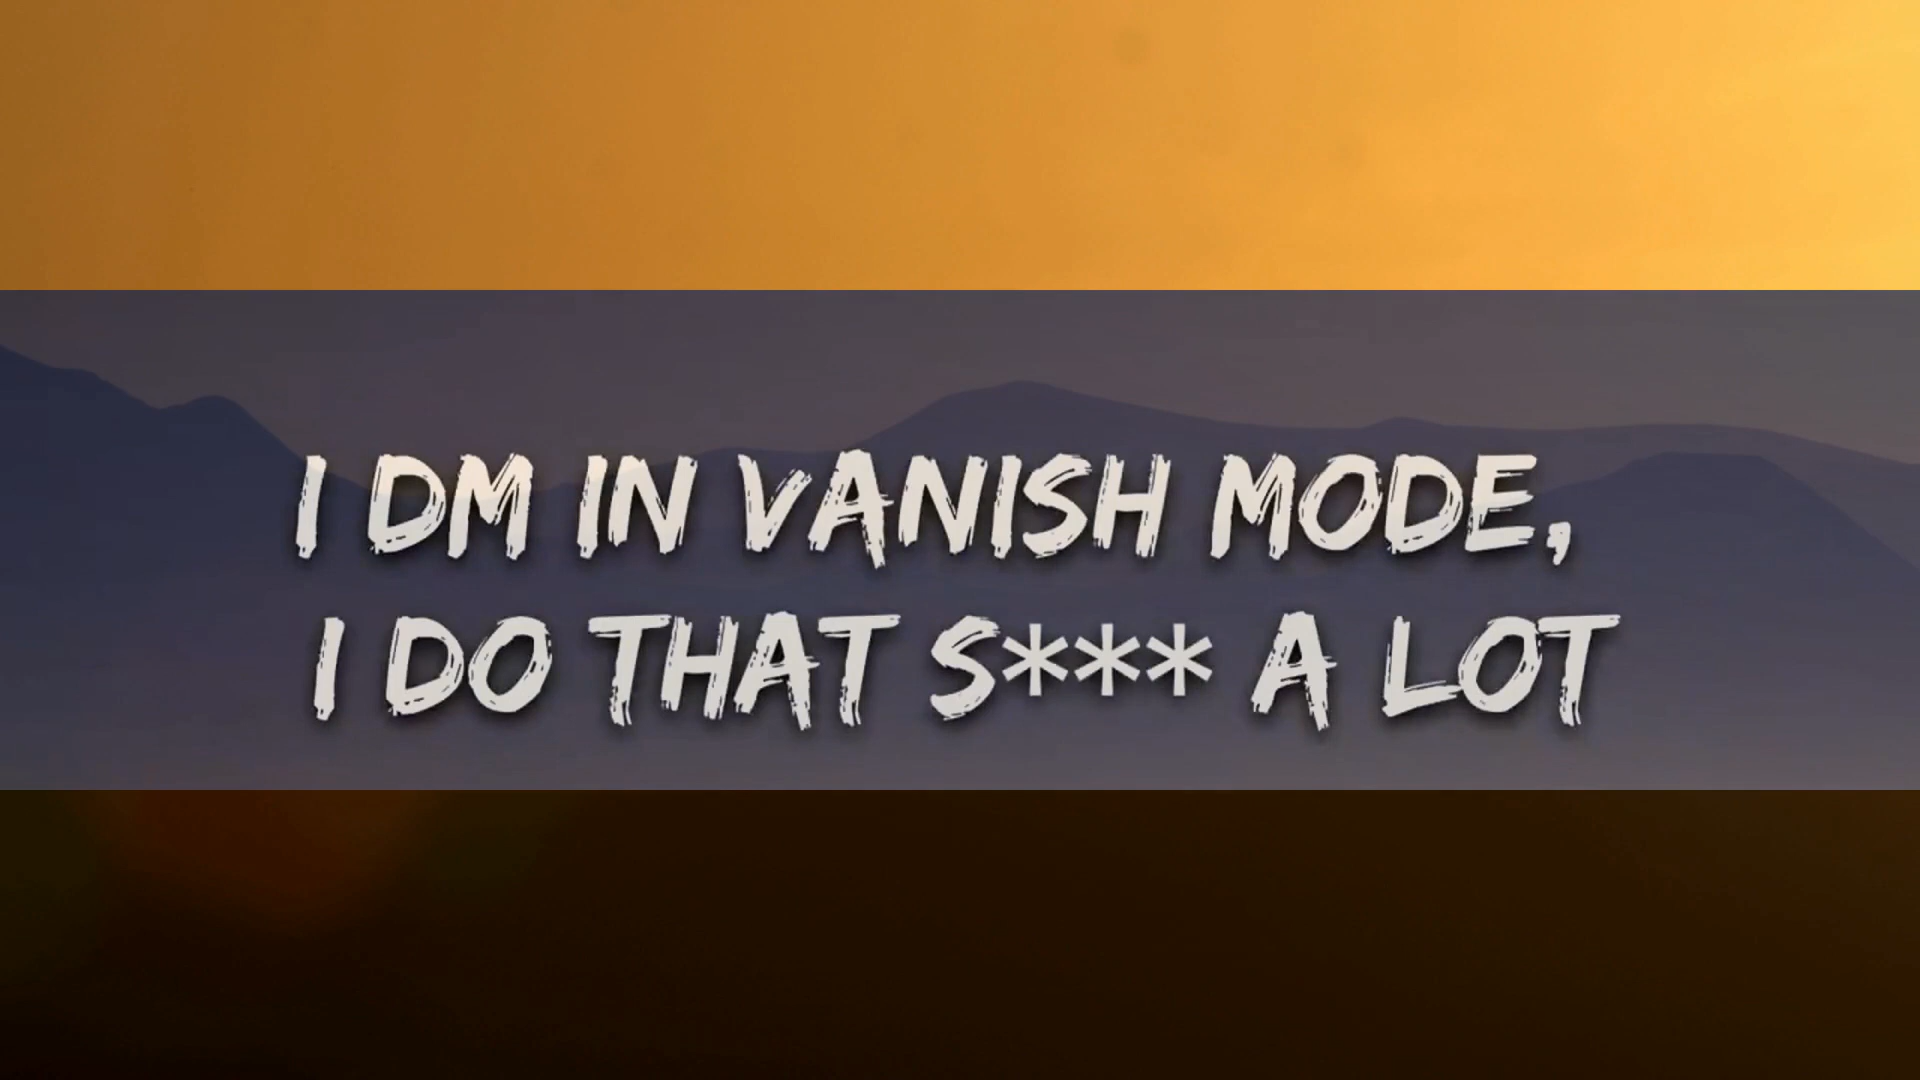 I DM IN VANISH MODE,
I DO THAT S*** A LOT